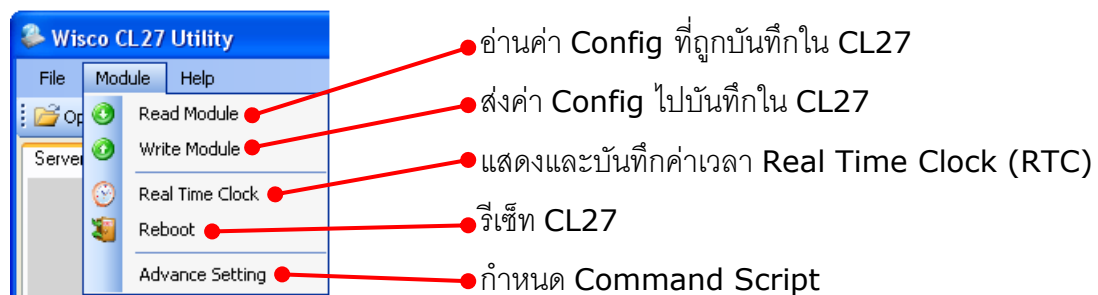 Wisco CL27 Utility
File Module Help
Read Module
Write Module
Server
Real Time Clock
Reboot
Advance Setting
อ่านค่า Config ที่ถูกบันทึกใน CL27
ส่งค่า Config ไปบันทึกใน CL27
แสดงและบันทึกค่าเวลา Real Time Clock (RTC)
รีเซ็ท CL27
กำหนด Command Script